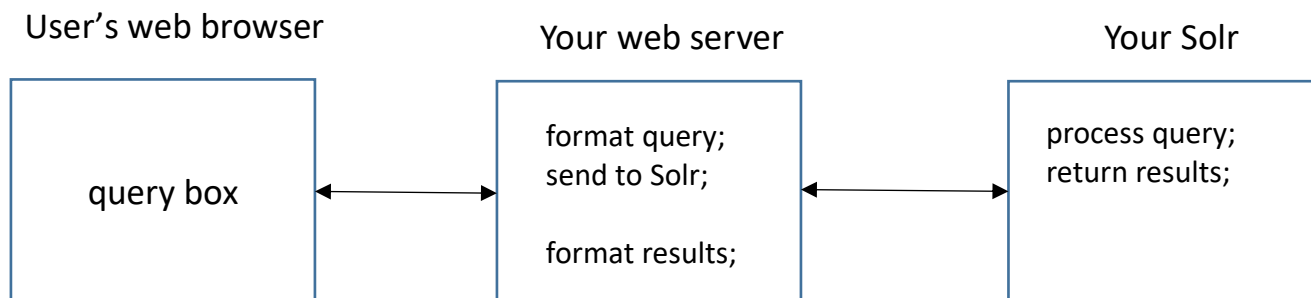 User’s web browser
Your web server
Your Solr
query box
format query;
send to Solr;
format results;
process query;
return results;